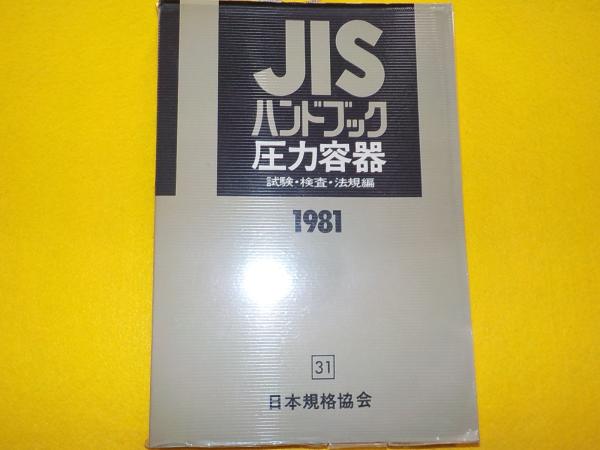 JIS
ハンドブック
圧力容器
試験・検査・法規編
1981
31
日本規格協会